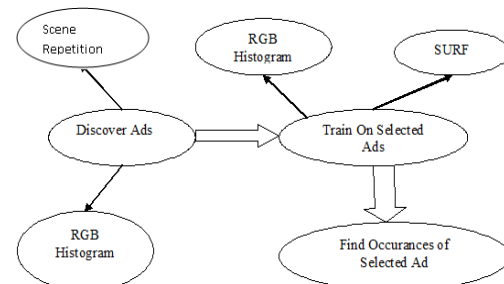 Scene
Repetition
RGB
Histogram
SURF
Discover Ads
Train On Selected
Ads
RGB
Histogram
Find Occurances of
Selected Ad